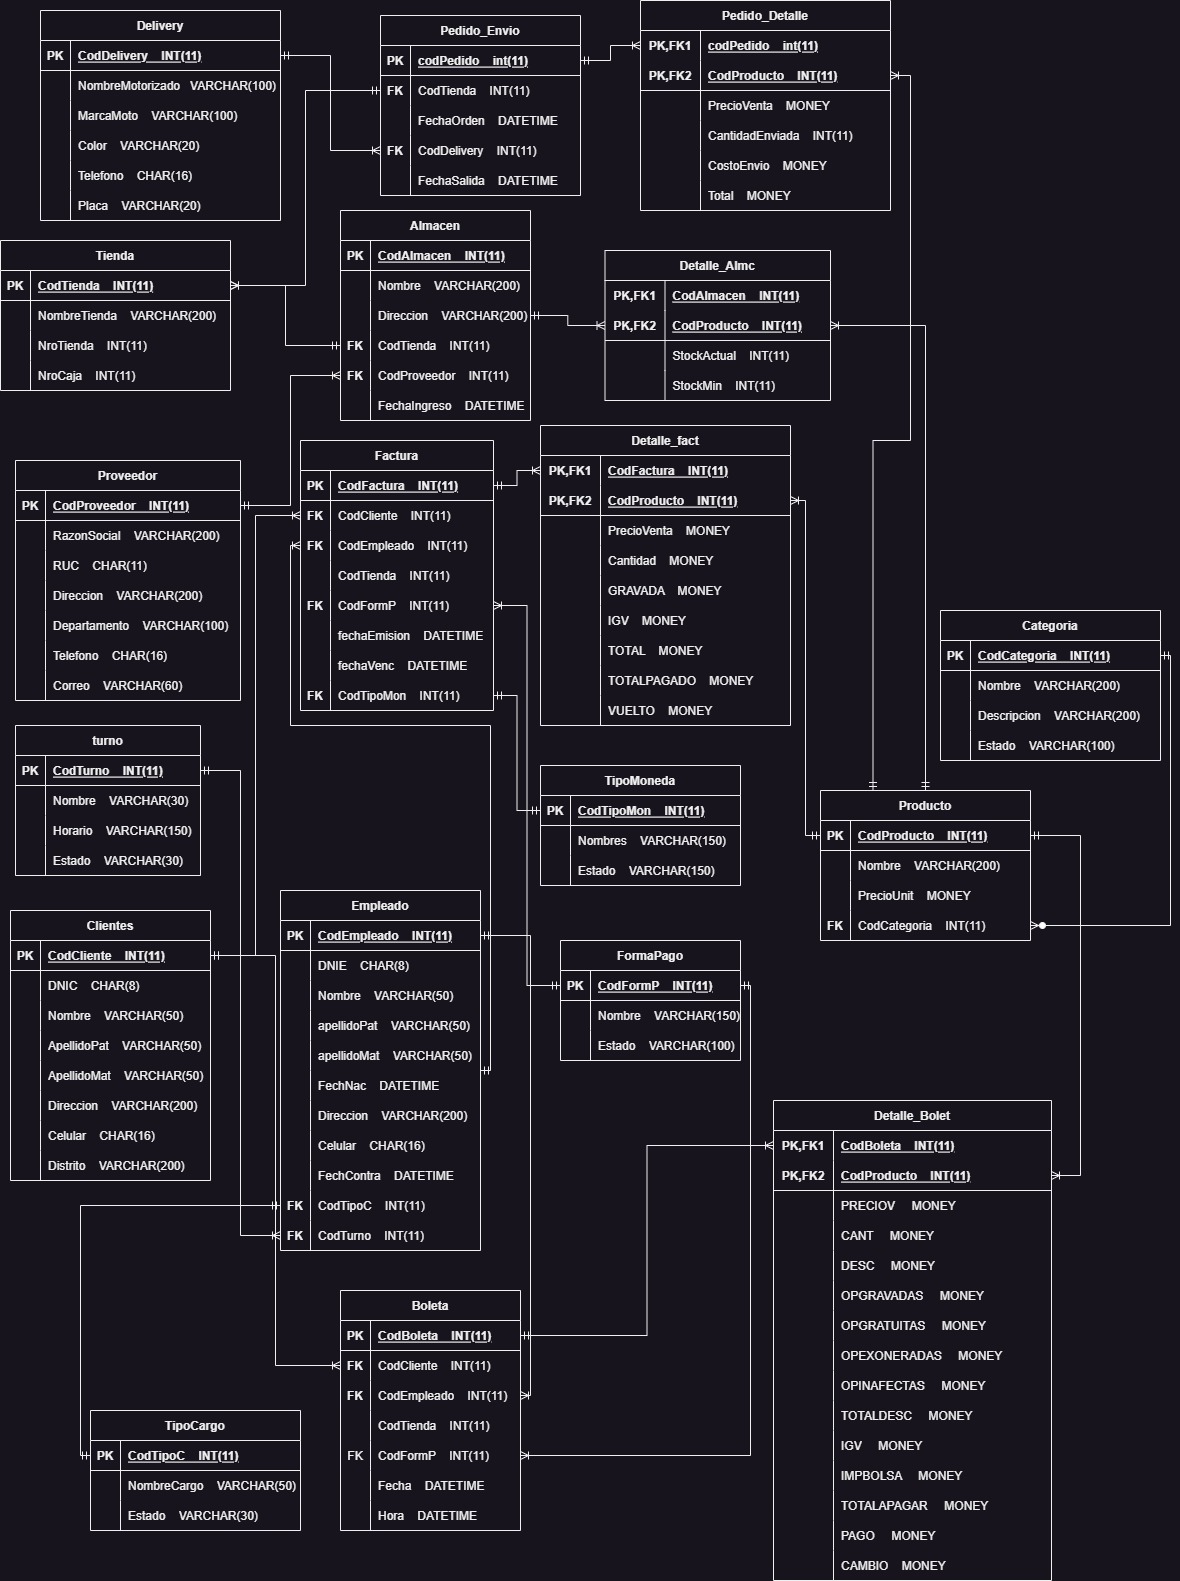 Delivery
PK CodDelivery INT(11)
NombreMotorizado VARCHAR(100)
MarcaMoto VARCHAR(100)
Color VARCHAR(20)
Telefono CHAR(16)
Placa VARCHAR(20)
Pedido_Envio
PK codPedido int(11)
FK CodTienda INT(11)
FechaOrden DATETIME
FK CodDelivery INT(11)
FechaSalida DATETIME
Pedido_Detalle
PK,FK1 codPedido int(11)
PK,FK2 CodProducto INT(11)
PrecioVenta MONEY
CantidadEnviada INT(11)
CostoEnvio MONEY
Total MONEY
Tienda
PK CodTienda INT(11)
NombreTienda VARCHAR(200)
NroTienda INT(11)
NroCaja INT(11)
Almacen
PK CodAlmacen INT(11)
Nombre VARCHAR(200)
Direccion VARCHAR(200)
FK CodTienda INT(11)
FK CodProveedor INT(11)
FechaIngreso DATETIME
Detalle_Almc
PK,FK1 CodAlmacen INT(11)
PK,FK2 CodProducto INT(11)
StockActual INT(11)
StockMin INT(11)
Proveedor
PK CodProveedor INT(11)
RazonSocial VARCHAR(200)
RUC CHAR(11)
Direccion VARCHAR(200)
Departamento VARCHAR(100)
Telefono CHAR(16)
Correo VARCHAR(60)
Factura
PK CodFactura INT(11)
FK CodCliente INT(11)
FK CodEmpleado INT(11)
CodTienda INT(11)
FK CodFormP INT(11)
fechaEmision DATETIME
fechaVenc DATETIME
FK CodTipoMon INT(11)
Detalle_fact
PK,FK1 CodFactura INT(11)
PK,FK2 CodProducto INT(11)
PrecioVenta MONEY
Cantidad MONEY
GRAVADA MONEY
IGV MONEY
TOTAL MONEY
TOTALPAGADO MONEY
VUELTO MONEY
Categoria
PK CodCategoria INT(11)
Nombre VARCHAR(200)
Descripcion VARCHAR(200)
Estado VARCHAR(100)
turno
PK CodTurno INT(11)
Nombre VARCHAR(30)
Horario VARCHAR(150)
Estado VARCHAR(30)
TipoMoneda
PK CodTipoMon INT(11)
Nombres VARCHAR(150)
Estado VARCHAR(150)
Producto
PK CodProducto INT(11)
Nombre VARCHAR(200)
PrecioUnit MONEY
FK CodCategoria INT(11)
Clientes
PK CodCliente INT(11)
DNIC CHAR(8)
Nombre VARCHAR(50)
ApellidoPat VARCHAR(50)
ApellidoMat VARCHAR(50)
Direccion VARCHAR(200)
Celular CHAR(16)
Distrito VARCHAR(200)
Empleado
PK CodEmpleado INT(11)
DNIE CHAR(8)
Nombre VARCHAR(50)
apellidoPat VARCHAR(50)
apellidoMat VARCHAR(50)
FechNac DATETIME
Direccion VARCHAR(200)
Celular CHAR(16)
FechContra DATETIME
FK CodTipoC INT(11)
FK CodTurno INT(11)
FormaPago
PK CodFormP INT(11)
Nombre VARCHAR(150)
Estado VARCHAR(100)
Detalle_Bolet
PK,FK1 CodBoleta INT(11)
PK,FK2 CodProducto INT(11)
PRECIOV MONEY
CANT MONEY
DESC MONEY
OPGRAVADAS MONEY
OPGRATUITAS MONEY
OPEXONERADAS MONEY
OPINAFECTAS MONEY
TOTALDESC MONEY
IGV MONEY
IMPBOLSA MONEY
TOTALAPAGAR MONEY
PAGO MONEY
CAMBIO MONEY
Boleta
PK CodBoleta INT(11)
FK CodCliente INT(11)
FK CodEmpleado INT(11)
CodTienda INT(11)
FK CodFormP INT(11)
Fecha DATETIME
Hora DATETIME
TipoCargo
PK CodTipoC INT(11)
NombreCargo VARCHAR(50)
Estado VARCHAR(30)